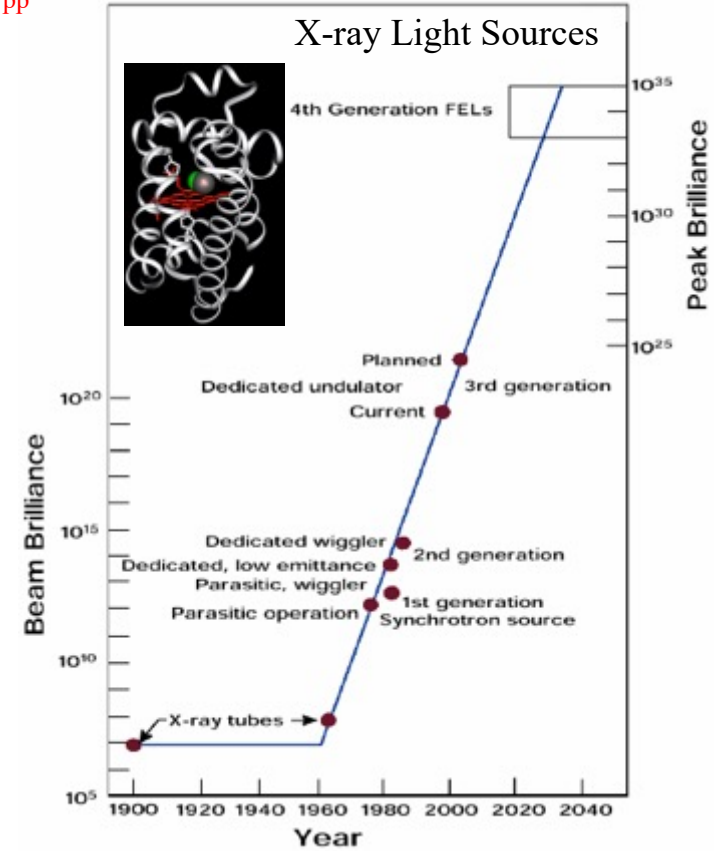 pp
X-ray Light Sources
4th Generation FELs
10³⁵
10³⁰
10²⁵
Peak Brilliance
Planned
Dedicated undulator
3rd generation
Current
10²⁰
10¹⁵
10¹⁰
10⁵
Beam Brilliance
Dedicated wiggler
2nd generation
Dedicated, low emittance
Parasitic, wiggler
1st generation
Parasitic operation
Synchrotron source
X-ray tubes
1900 1920 1940 1960 1980 2000 2020 2040
Year